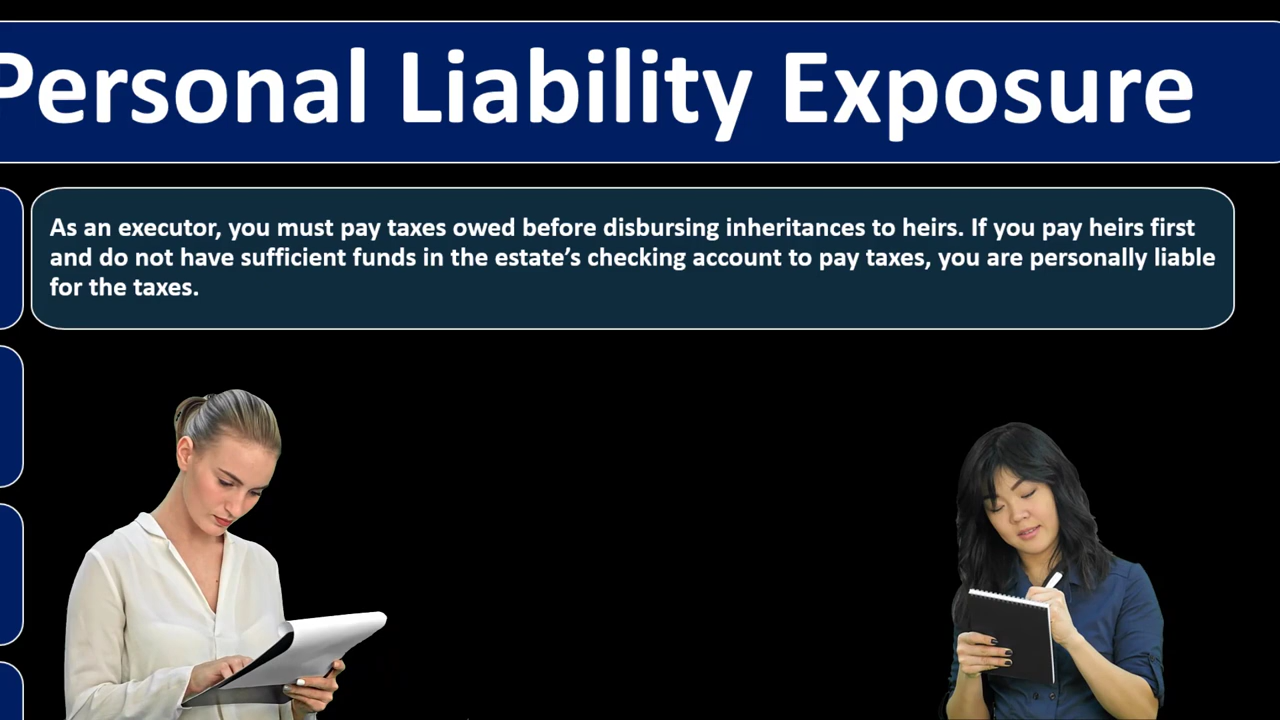 Personal Liability Exposure
As an executor, you must pay taxes owed before disbursing inheritances to heirs. If you pay heirs first
and do not have sufficient funds in the estate’s checking account to pay taxes, you are personally liable
for the taxes.